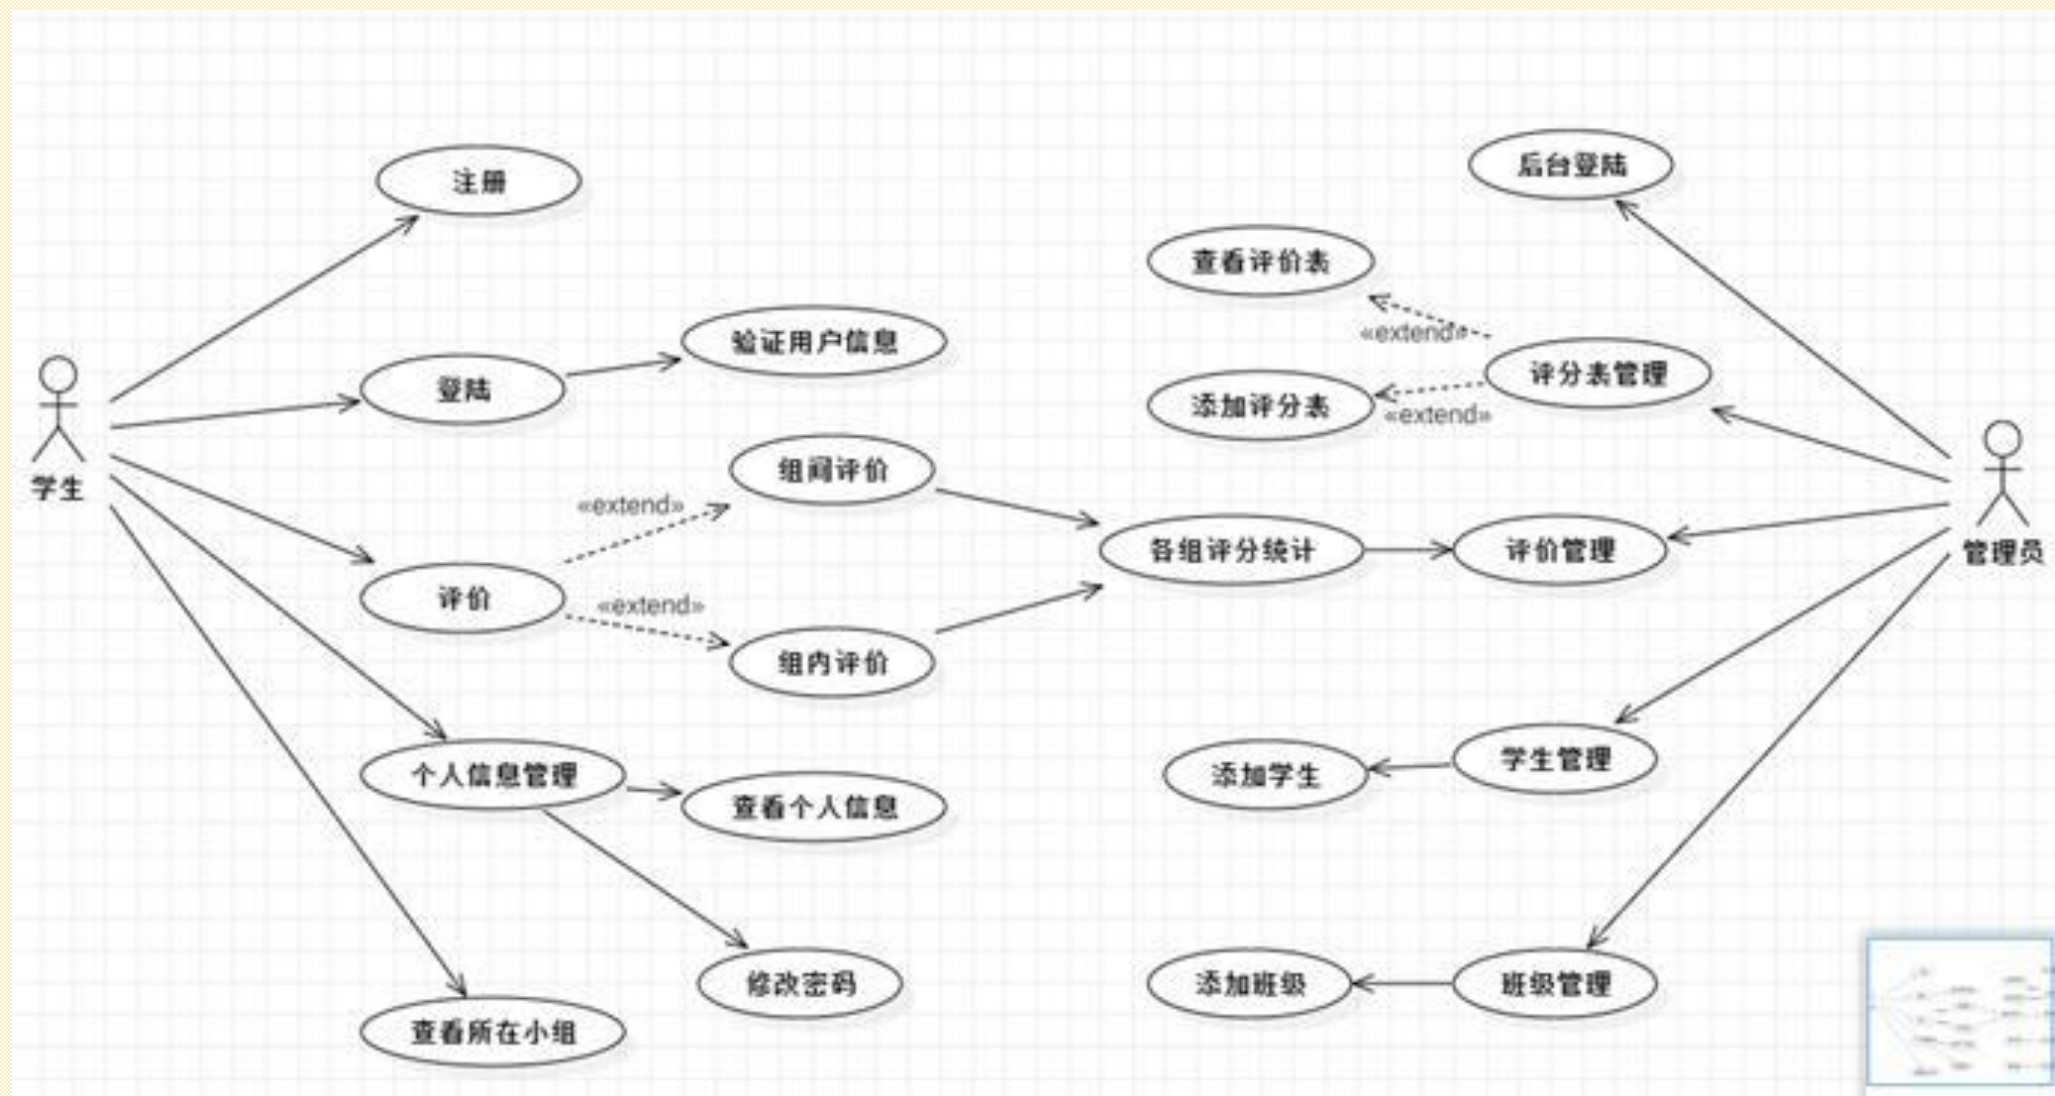 注册
后台登陆
查看评价表
«extend»
验证用户信息
评分表管理
登陆
添加评分表
«extend»
学生
组间评价
«extend»
各组评分统计
评价管理
管理员
评价
«extend»
组内评价
个人信息管理
查看个人信息
添加学生
学生管理
修改密码
添加班级
班级管理
查看所在小组